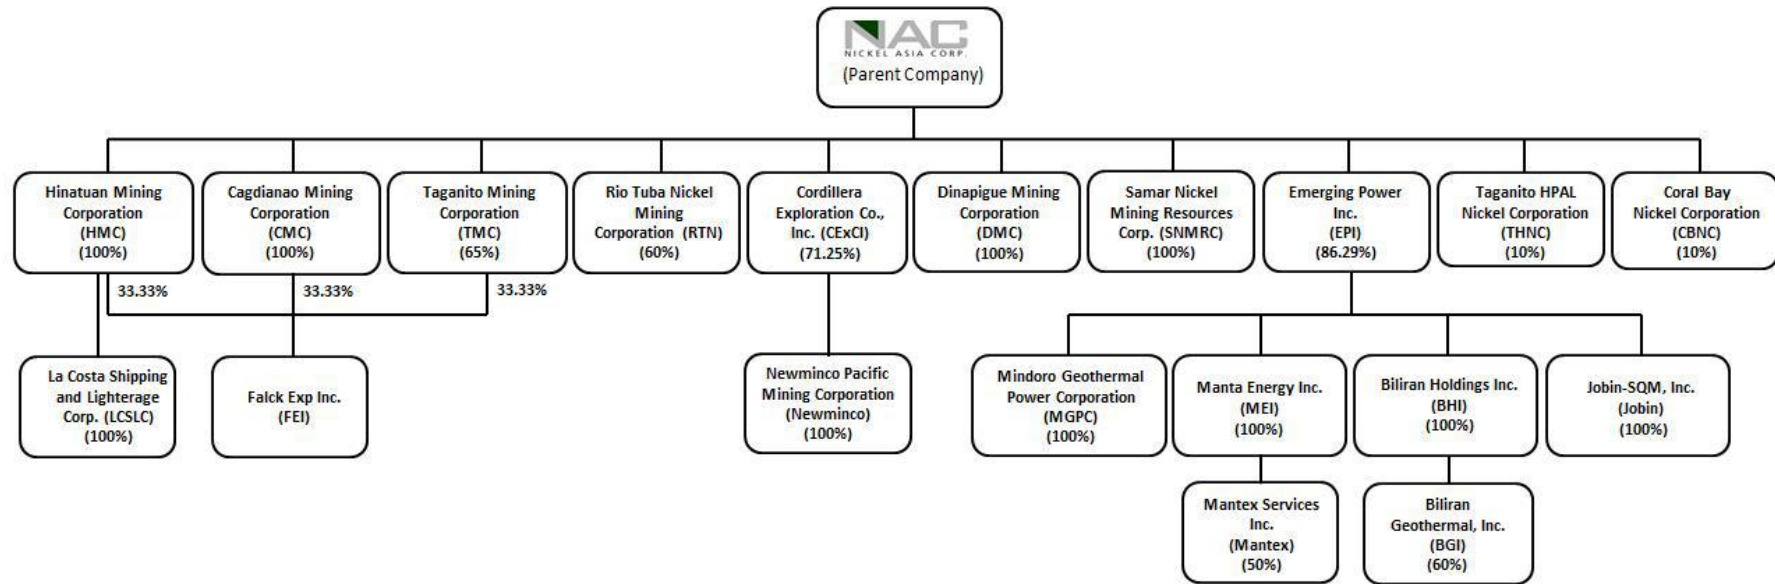 NAC
NICKEL ASIA CORP.
(Parent Company)
Hinatuan Mining
Corporation
(HMC)
(100%)
Cagdianao Mining
Corporation
(CMC)
(100%)
Taganito Mining
Corporation
(TMC)
(65%)
Rio Tuba Nickel
Mining
Corporation (RTN)
(60%)
Cordillera
Exploration Co.,
Inc. (CExCI)
(71.25%)
Dinapigue Mining
Corporation
(DMC)
(100%)
Samar Nickel
Mining Resources
Corp. (SNMRC)
(100%)
Emerging Power
Inc.
(EPI)
(86.29%)
Taganito HPAL
Nickel Corporation
(THNC)
(10%)
Coral Bay
Nickel Corporation
(CBNC)
(10%)
33.33%
33.33%
33.33%
La Costa Shipping
and Lighterage
Corp. (LCSLC)
(100%)
Falck Exp Inc.
(FEI)
Newminco Pacific
Mining Corporation
(Newminco)
(100%)
Mindoro Geothermal
Power Corporation
(MGPC)
(100%)
Manta Energy Inc.
(MEI)
(100%)
Biliran Holdings Inc.
(BHI)
(100%)
Jobin-SQM, Inc.
(Jobin)
(100%)
Mantex Services
Inc.
(Mantex)
(50%)
Biliran
Geothermal, Inc.
(BGI)
(60%)